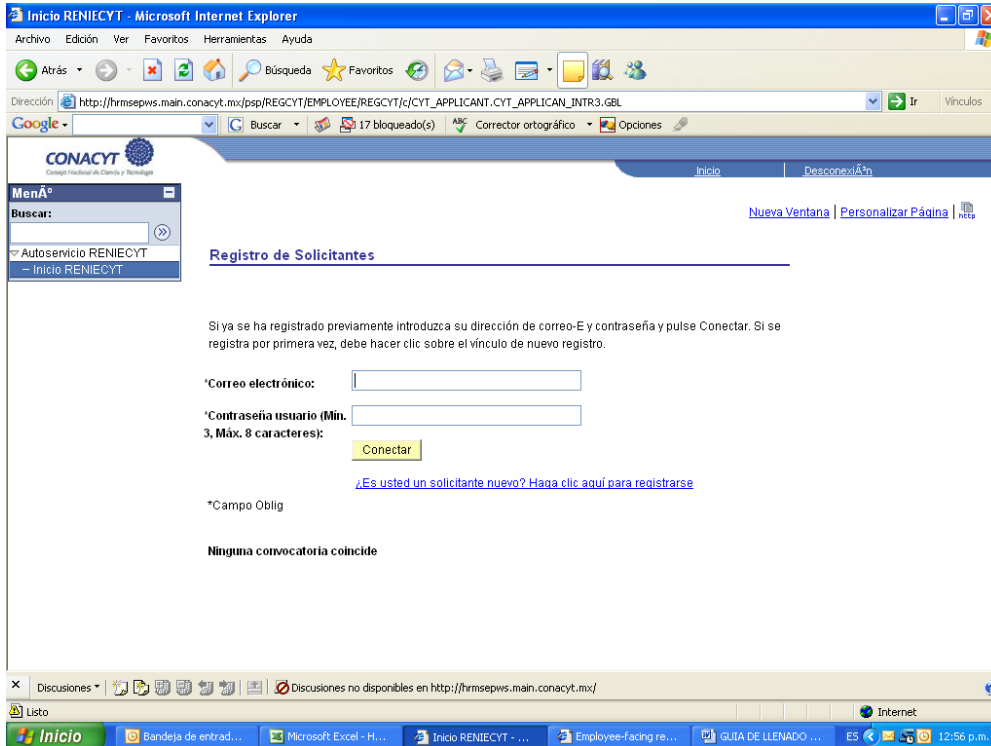 Inicio RENIECYT - Microsoft Internet Explorer
Archivo Edición Ver Favoritos Herramientas Ayuda
Atrás Búsqueda Favoritos
Dirección http://hrmsepws.main.conacyt.mx/psp/REGCYT/EMPLOYEE/REGCYT/c/CYT_APPLICANT.CYT_APPLICAN_INTR3.GBL Ir Vínculos
Google Buscar 17 bloqueado(s) ABC Corrector ortográfico Opciones
CONACYT
Consejo Nacional de Ciencia y Tecnología
Inicio DesconexiÃ³n
MenÃº
Buscar:
Nueva Ventana | Personalizar Página | http
Autoservicio RENIECYT
– Inicio RENIECYT
Registro de Solicitantes
Si ya se ha registrado previamente introduzca su dirección de correo-E y contraseña y pulse Conectar. Si se
registra por primera vez, debe hacer clic sobre el vínculo de nuevo registro.
*Correo electrónico:
*Contraseña usuario (Mín.
3, Máx. 8 caracteres):
Conectar
¿Es usted un solicitante nuevo? Haga clic aquí para registrarse
*Campo Oblig
Ninguna convocatoria coincide
Discusiones Discusiones no disponibles en http://hrmsepws.main.conacyt.mx/
Listo Internet
Inicio Bandeja de entrad... Microsoft Excel - H... Inicio RENIECYT - ... Employee-facing re... GUIA DE LLENADO ... ES 12:56 p.m.